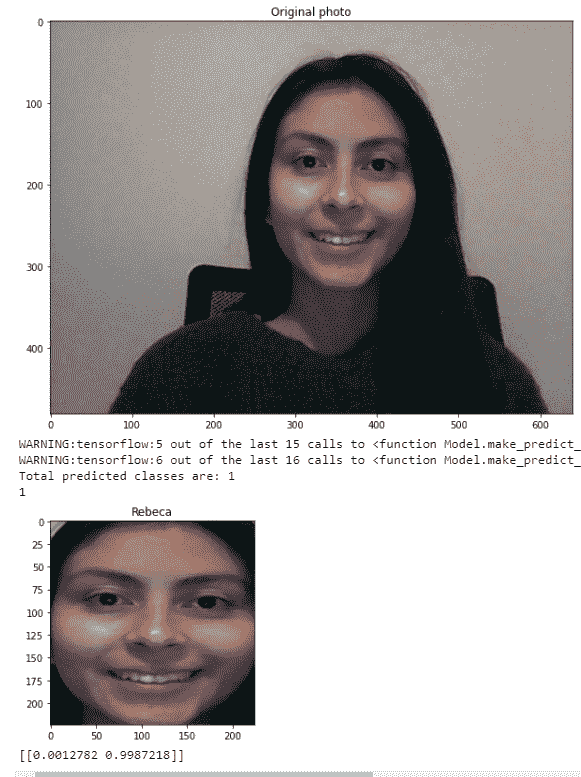 Original photo
0
100
200
300
400
0 100 200 300 400 500 600
WARNING:tensorflow:5 out of the last 15 calls to <function Model.make_predict_
WARNING:tensorflow:6 out of the last 16 calls to <function Model.make_predict_
Total predicted classes are: 1
1
Rebeca
0
25
50
75
100
125
150
175
200
0 50 100 150 200
[[0.0012782 0.9987218]]